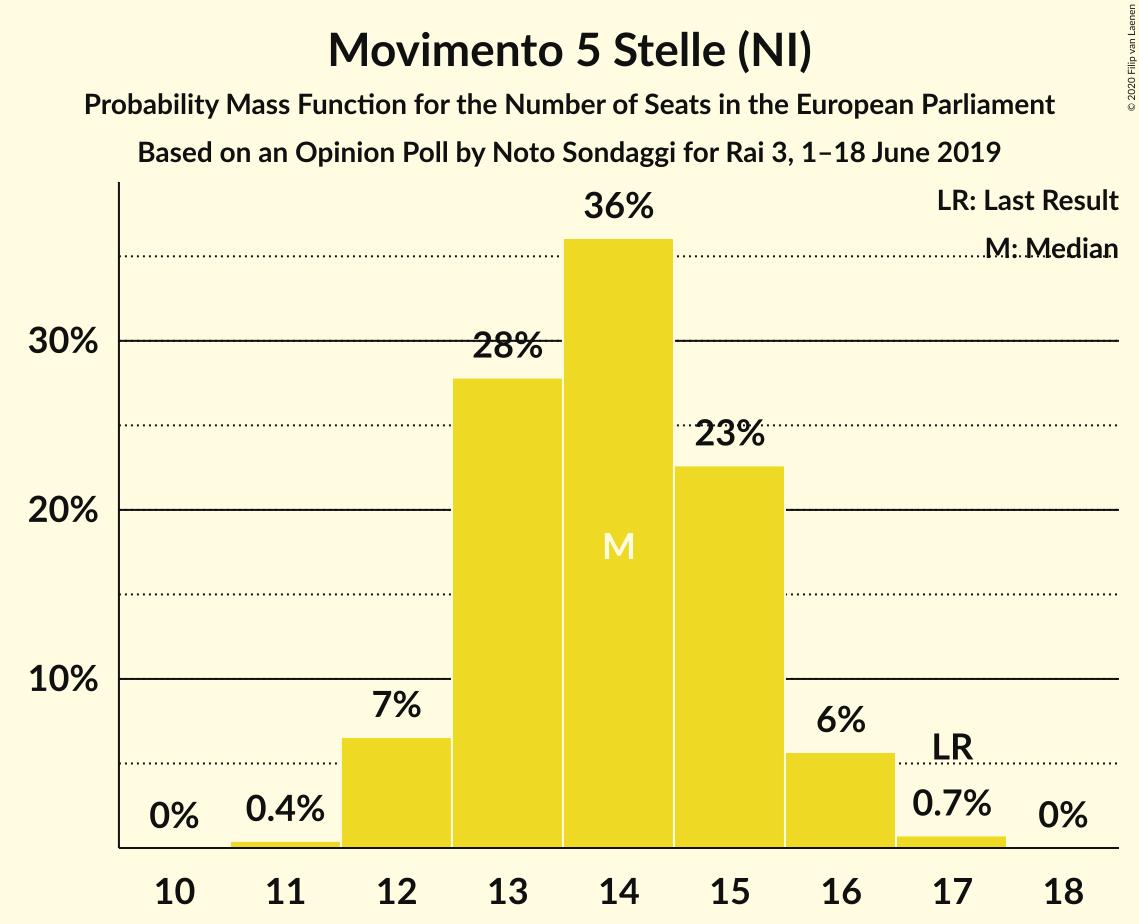 © 2020 Filip van Laenen
Movimento 5 Stelle (NI)
Probability Mass Function for the Number of Seats in the European Parliament
Based on an Opinion Poll by Noto Sondaggi for Rai 3, 1–18 June 2019
LR: Last Result
M: Median
36%
30%
28%
23%
20%
M
10%
7%
6%
LR
0%
0.4%
0.7%
0%
10 11 12 13 14 15 16 17 18